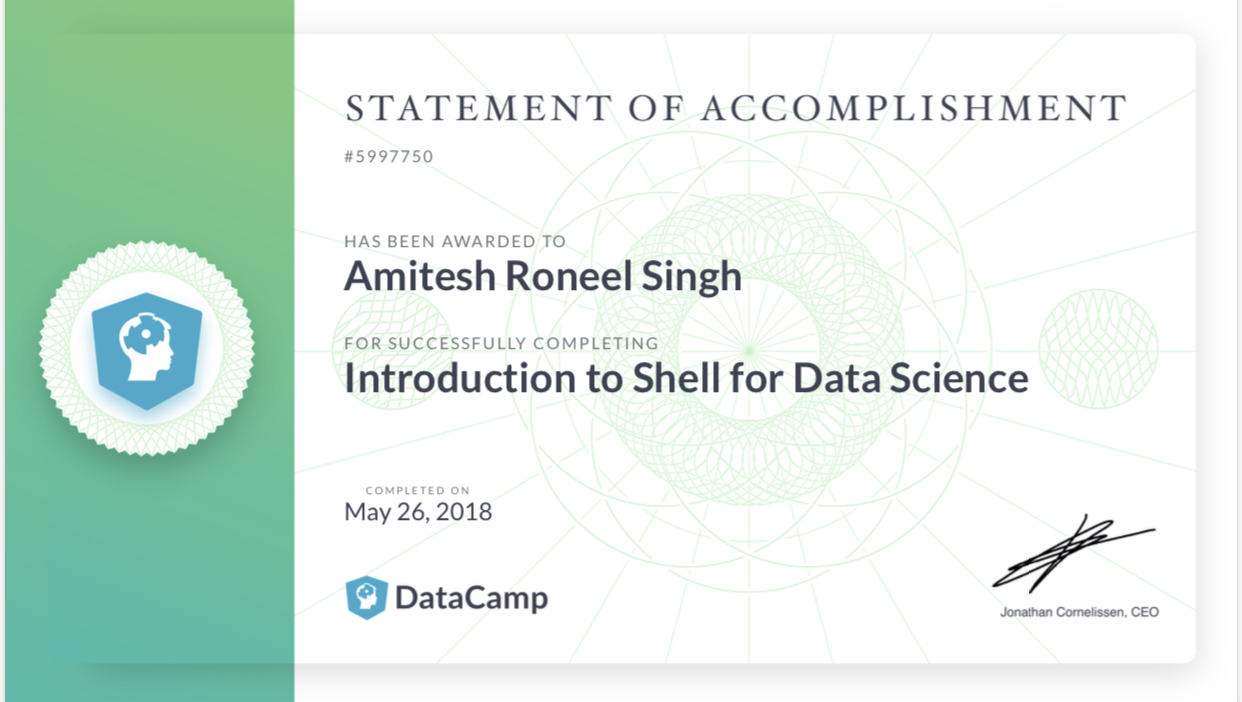 STATEMENT OF ACCOMPLISHMENT
#5997750
HAS BEEN AWARDED TO
Amitesh Roneel Singh
FOR SUCCESSFULLY COMPLETING
Introduction to Shell for Data Science
COMPLETED ON
May 26, 2018
DataCamp
Jonathan Cornelissen, CEO